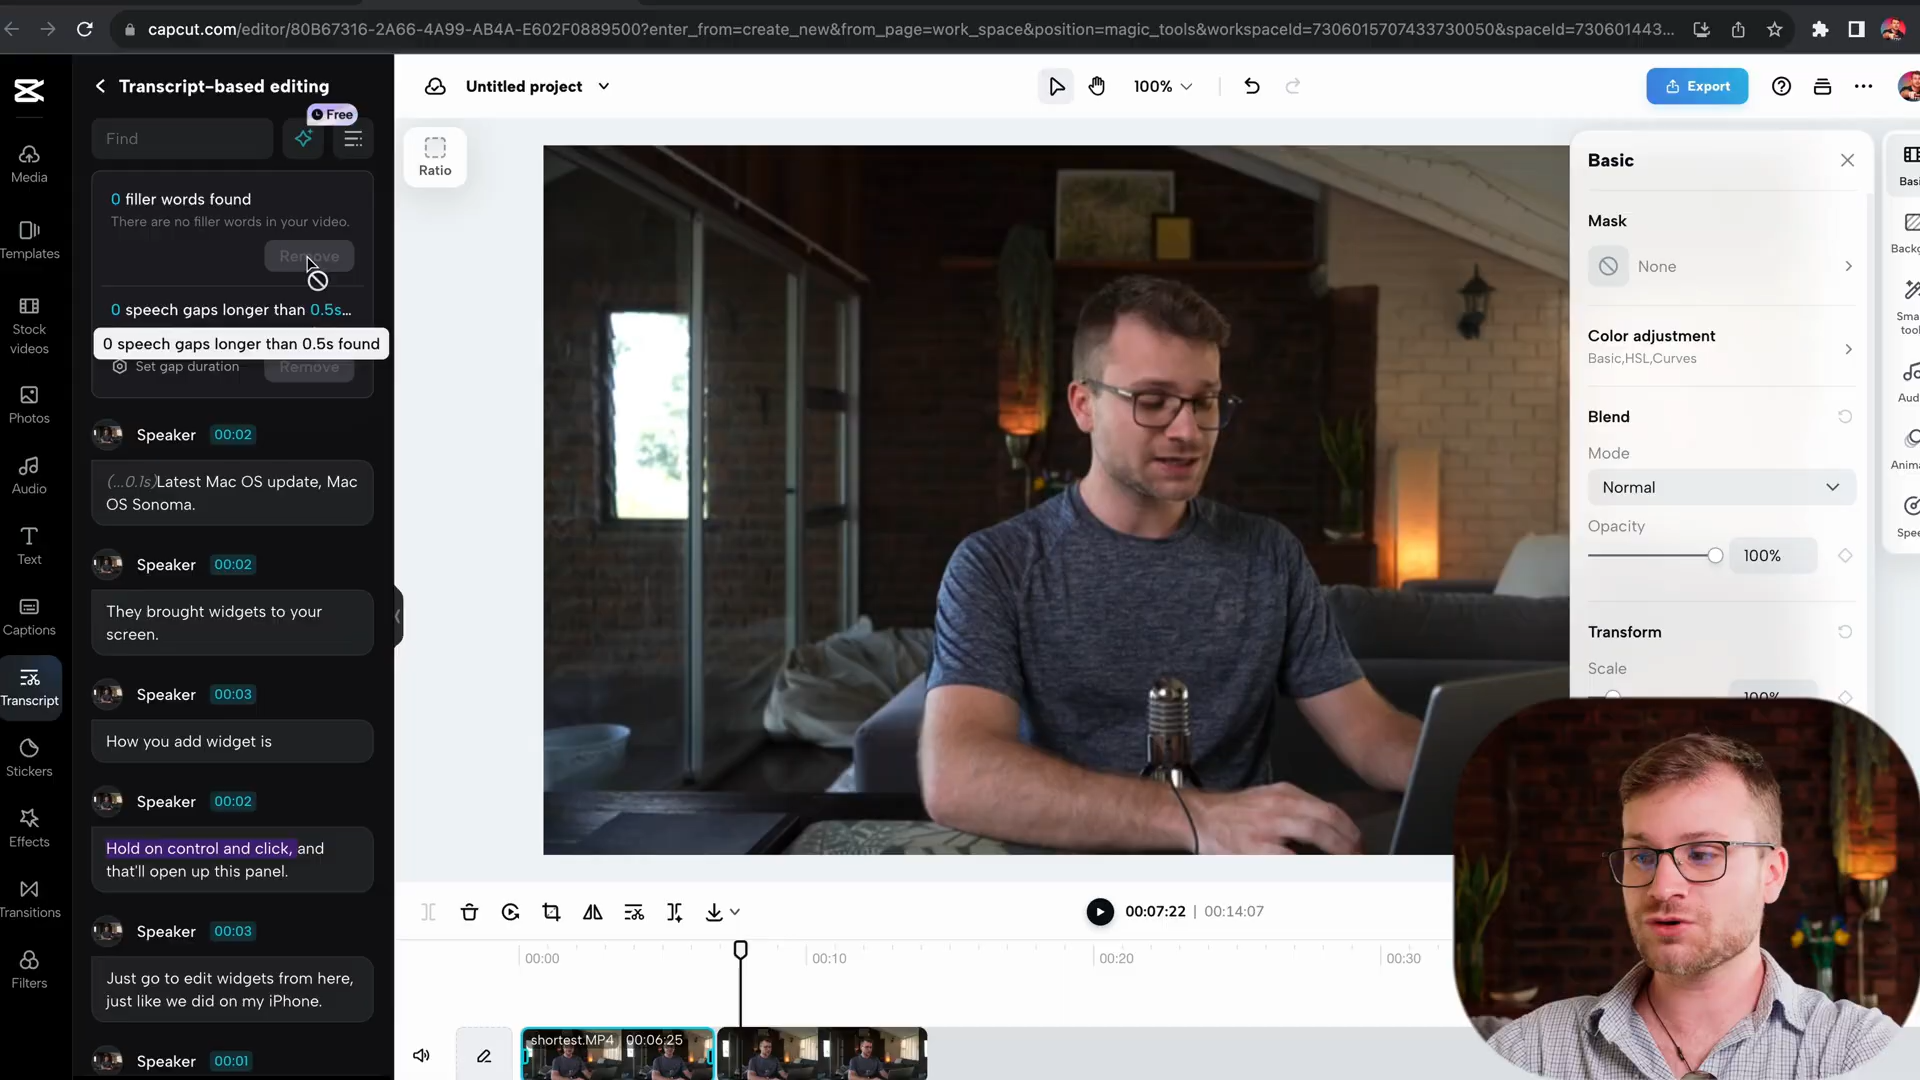 capcut.com/editor/80B67316-2A66-4A99-AB4A-E602F0889500?enter_from=create_new&from_page=work_space&position=magic_tools&workspaceId=7306015707433730050&spaceId=730601443...
Transcript-based editing
Free
Find
0 filler words found
There are no filler words in your video.
Remove
0 speech gaps longer than 0.5s...
0 speech gaps longer than 0.5s found
Set gap duration
Remove
Speaker 00:02
(...0.1s)Latest Mac OS update, Mac
OS Sonoma.
Speaker 00:02
They brought widgets to your
screen.
Speaker 00:03
How you add widget is
Speaker 00:02
Hold on control and click, and
that'll open up this panel.
Speaker 00:03
Just go to edit widgets from here,
just like we did on my iPhone.
Speaker 00:01
Media
Templates
Stock
videos
Photos
Audio
Text
Captions
Transcript
Stickers
Effects
Transitions
Filters
Untitled project
100%
Export
Ratio
Basic
Mask
None
Color adjustment
Basic,HSL,Curves
Blend
Mode
Normal
Opacity
100%
Transform
Scale
100%
Basi
Backg
Sma
tool
Aud
Anima
Spee
00:07:22 | 00:14:07
00:00
00:10
00:20
00:30
shortest.MP4 00:06:25